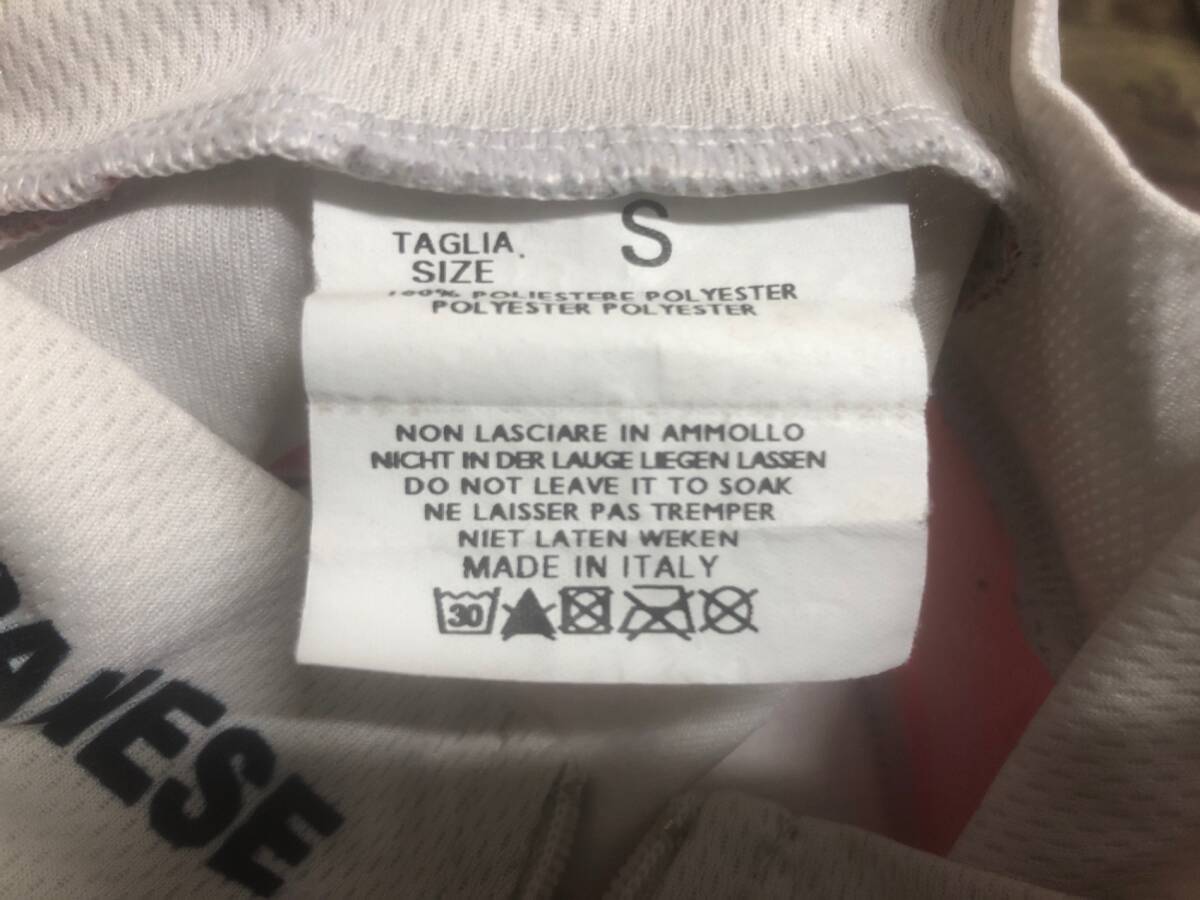 TAGLIA. S
SIZE
100% POLIESTERE POLYESTER
POLYESTER POLYESTER
NON LASCIARE IN AMMOLLO
NICHT IN DER LAUGE LIEGEN LASSEN
DO NOT LEAVE IT TO SOAK
NE LAISSER PAS TREMPER
NIET LATEN WEKEN
MADE IN ITALY
30